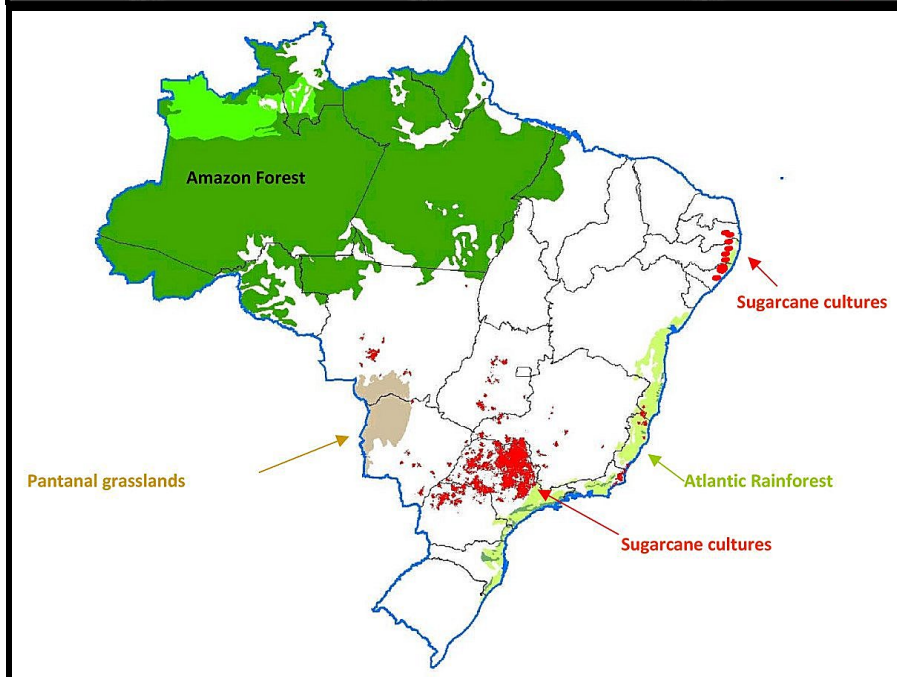 Amazon Forest
Sugarcane cultures
Pantanal grasslands
Atlantic Rainforest
Sugarcane cultures